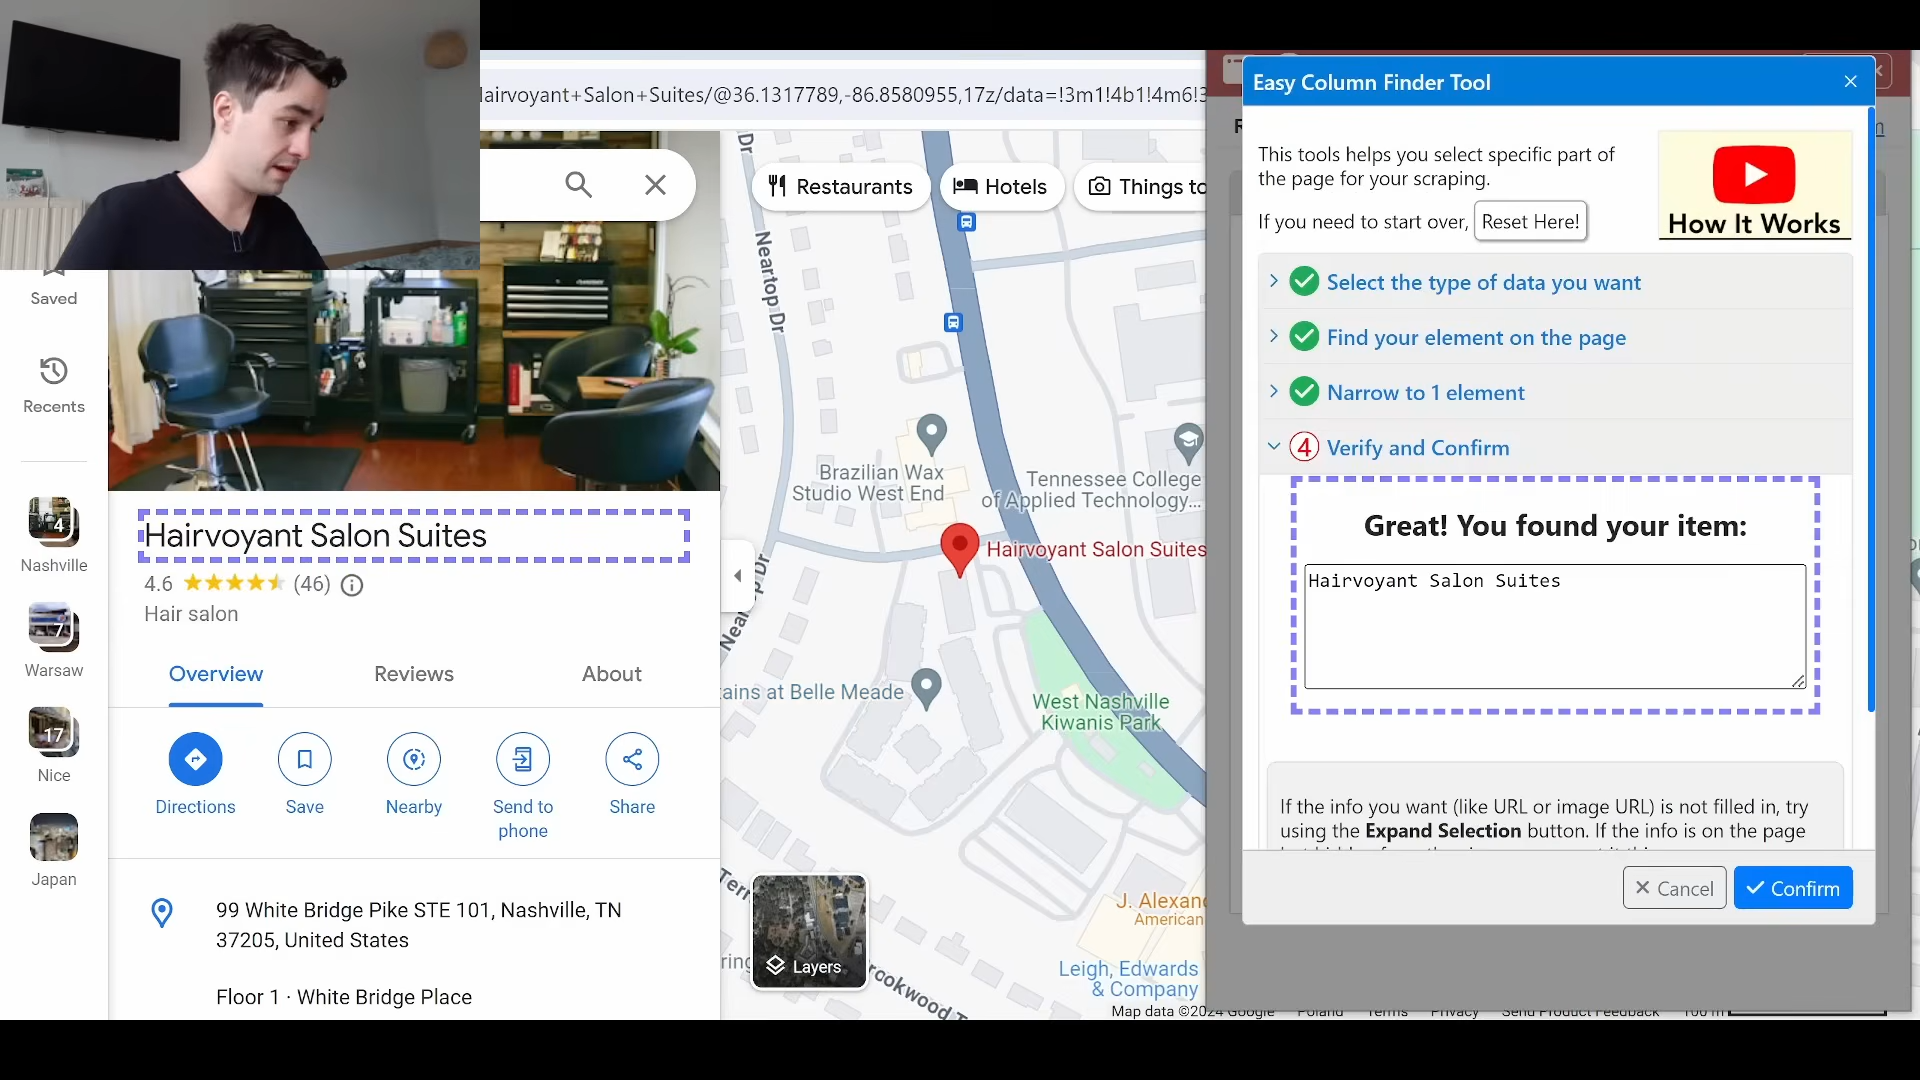 airvoyant+Salon+Suites/@36.1317789,-86.8580955,17z/data=!3m1!4b1!4m6!3
Saved
Recents
4
Nashville
7
Warsaw
17
Nice
Japan
Hairvoyant Salon Suites
4.6 (46)
Hair salon
Overview
Reviews
About
Directions
Save
Nearby
Send to
phone
Share
99 White Bridge Pike STE 101, Nashville, TN
37205, United States
Floor 1 · White Bridge Place
Restaurants
Hotels
Things to
Dr
Neartop Dr
Brazilian Wax
Studio West End
Tennessee College
of Applied Technology...
Hairvoyant Salon Suites
ains at Belle Meade
West Nashville
Kiwanis Park
Layers
J. Alexan
American
Leigh, Edwards
& Company
Map data ©2024 Google Poland Terms Privacy Send Product Feedback 100 m
Easy Column Finder Tool
This tools helps you select specific part of
the page for your scraping.
If you need to start over, Reset Here!
How It Works
Select the type of data you want
Find your element on the page
Narrow to 1 element
4 Verify and Confirm
Great! You found your item:
Hairvoyant Salon Suites
If the info you want (like URL or image URL) is not filled in, try
using the Expand Selection button. If the info is on the page
Cancel
Confirm